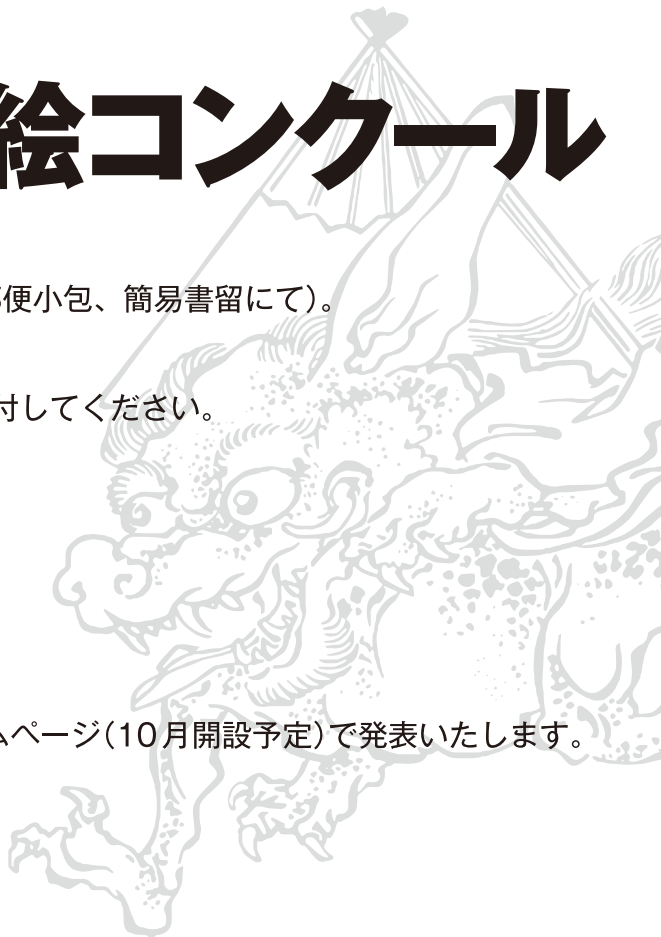 絵コンクール
便小包、簡易書留にて）。
付してください。
ムページ（10月開設予定）で発表いたします。